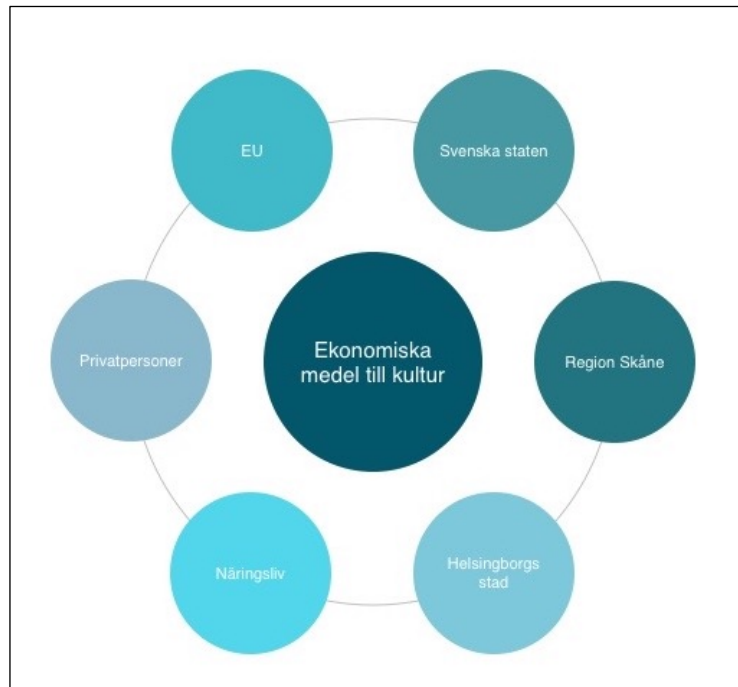 EU
Svenska staten
Privatpersoner
Ekonomiska
medel till kultur
Region Skåne
Näringsliv
Helsingborgs
stad